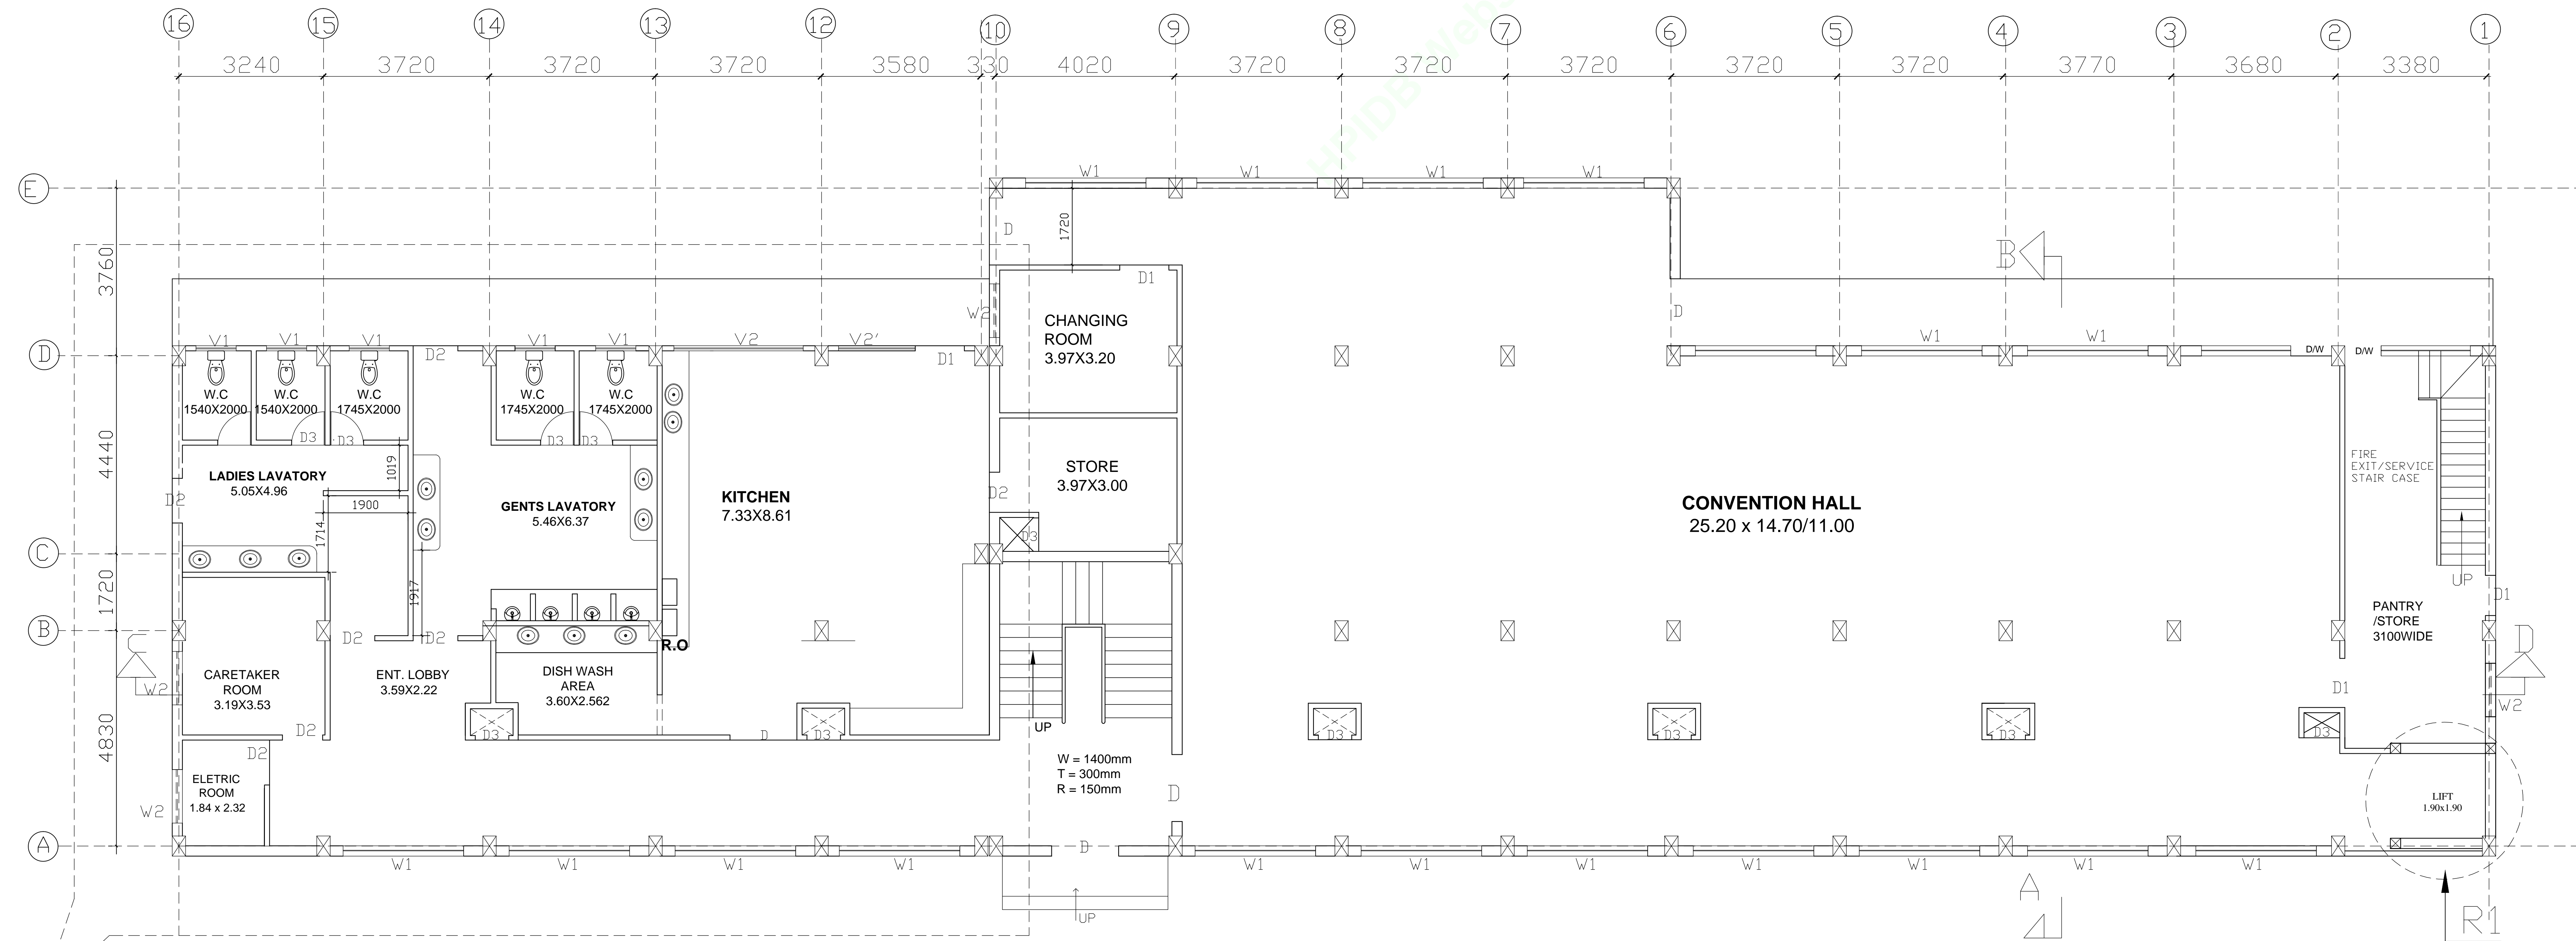 16 15 14 13 12 10 9 8 7 6 5 4 3 2 1
3240 3720 3720 3720 3580 330 4020 3720 3720 3720 3720 3720 3770 3680 3380
HPIDB Webs
E
W1 W1 W1 W1
D
1720
B
3760
D1
W2
CHANGING
ROOM
3.97X3.20
D
D
V1 V1 V1 D2 V1 V1 V2 V2' D1
W1 W1 D/W D/W
W.C
1540X2000
W.C
1540X2000
W.C
1745X2000
W.C
1745X2000
W.C
1745X2000
D3 D3 D3 D3
4440
LADIES LAVATORY
5.05X4.96
1019
D2
1900
1714
GENTS LAVATORY
5.46X6.37
KITCHEN
7.33X8.61
STORE
3.97X3.00
D2
D3
CONVENTION HALL
25.20 x 14.70/11.00
FIRE
EXIT/SERVICE
STAIR CASE
UP
C
1720
1917
D1
PANTRY
/STORE
3100WIDE
B
D2 D2
R.O
C
D
W2
CARETAKER
ROOM
3.19X3.53
ENT. LOBBY
3.59X2.22
DISH WASH
AREA
3.60X2.562
D1
W2
4830
D2
D2
D3 D D3
UP
D3 D3 D3 D3
W = 1400mm
T = 300mm
R = 150mm
ELETRIC
ROOM
1.84 x 2.32
W2
D
LIFT
1.90x1.90
A
D
W1 W1 W1 W1 W1 W1 W1 W1 W1 W1 W1
A
UP
R1